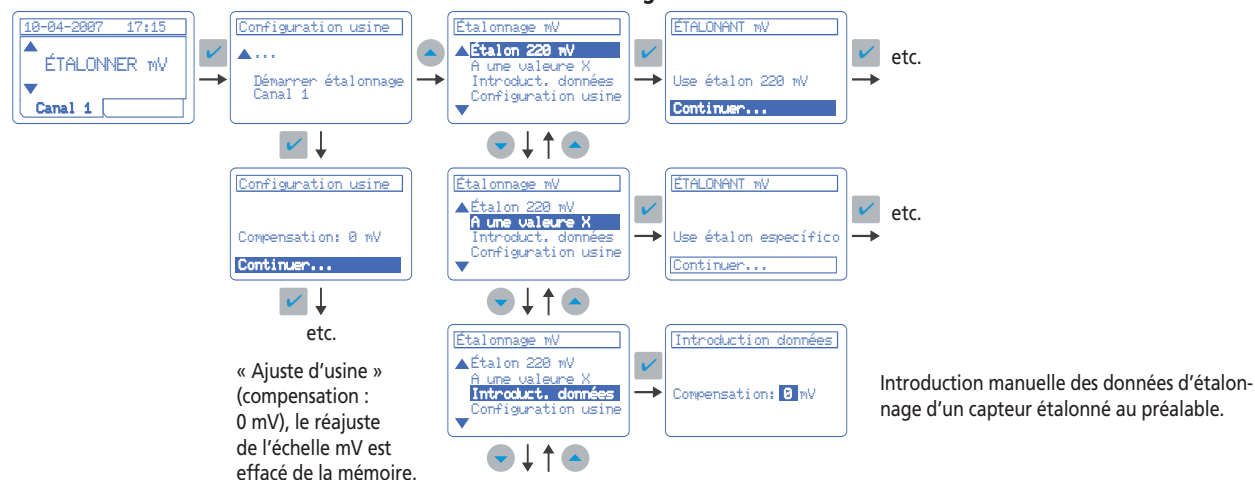 10-04-2007 17:15
ÉTALONNER mV
Canal 1
Configuration usine
...
Démarrer étalonnage
Canal 1
Étalonnage mV
Étalon 220 mV
A une valeure X
Introduct. données
Configuration usine
ÉTALONANT mV
Use étalon 220 mV
Continuer...
etc.
Configuration usine
Compensation: 0 mV
Continuer...
etc.
« Ajuste d'usine »
(compensation :
0 mV), le réajuste
de l'échelle mV est
effacé de la mémoire.
Étalonnage mV
Étalon 220 mV
A une valeure X
Introduct. données
Configuration usine
ÉTALONANT mV
Use étalon específico
Continuer...
etc.
Étalonnage mV
Étalon 220 mV
A une valeure X
Introduct. données
Configuration usine
Introduction données
Compensation: 0 mV
Introduction manuelle des données d'étalon-
nage d'un capteur étalonné au préalable.